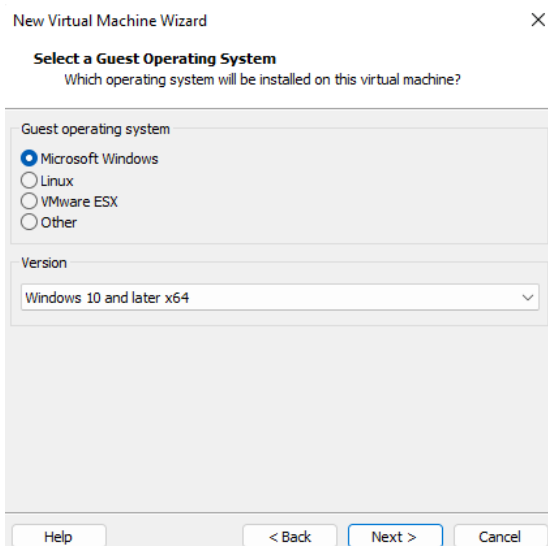 New Virtual Machine Wizard
Select a Guest Operating System
Which operating system will be installed on this virtual machine?
Guest operating system
Microsoft Windows
Linux
VMware ESX
Other
Version
Windows 10 and later x64
Help
< Back
Next >
Cancel